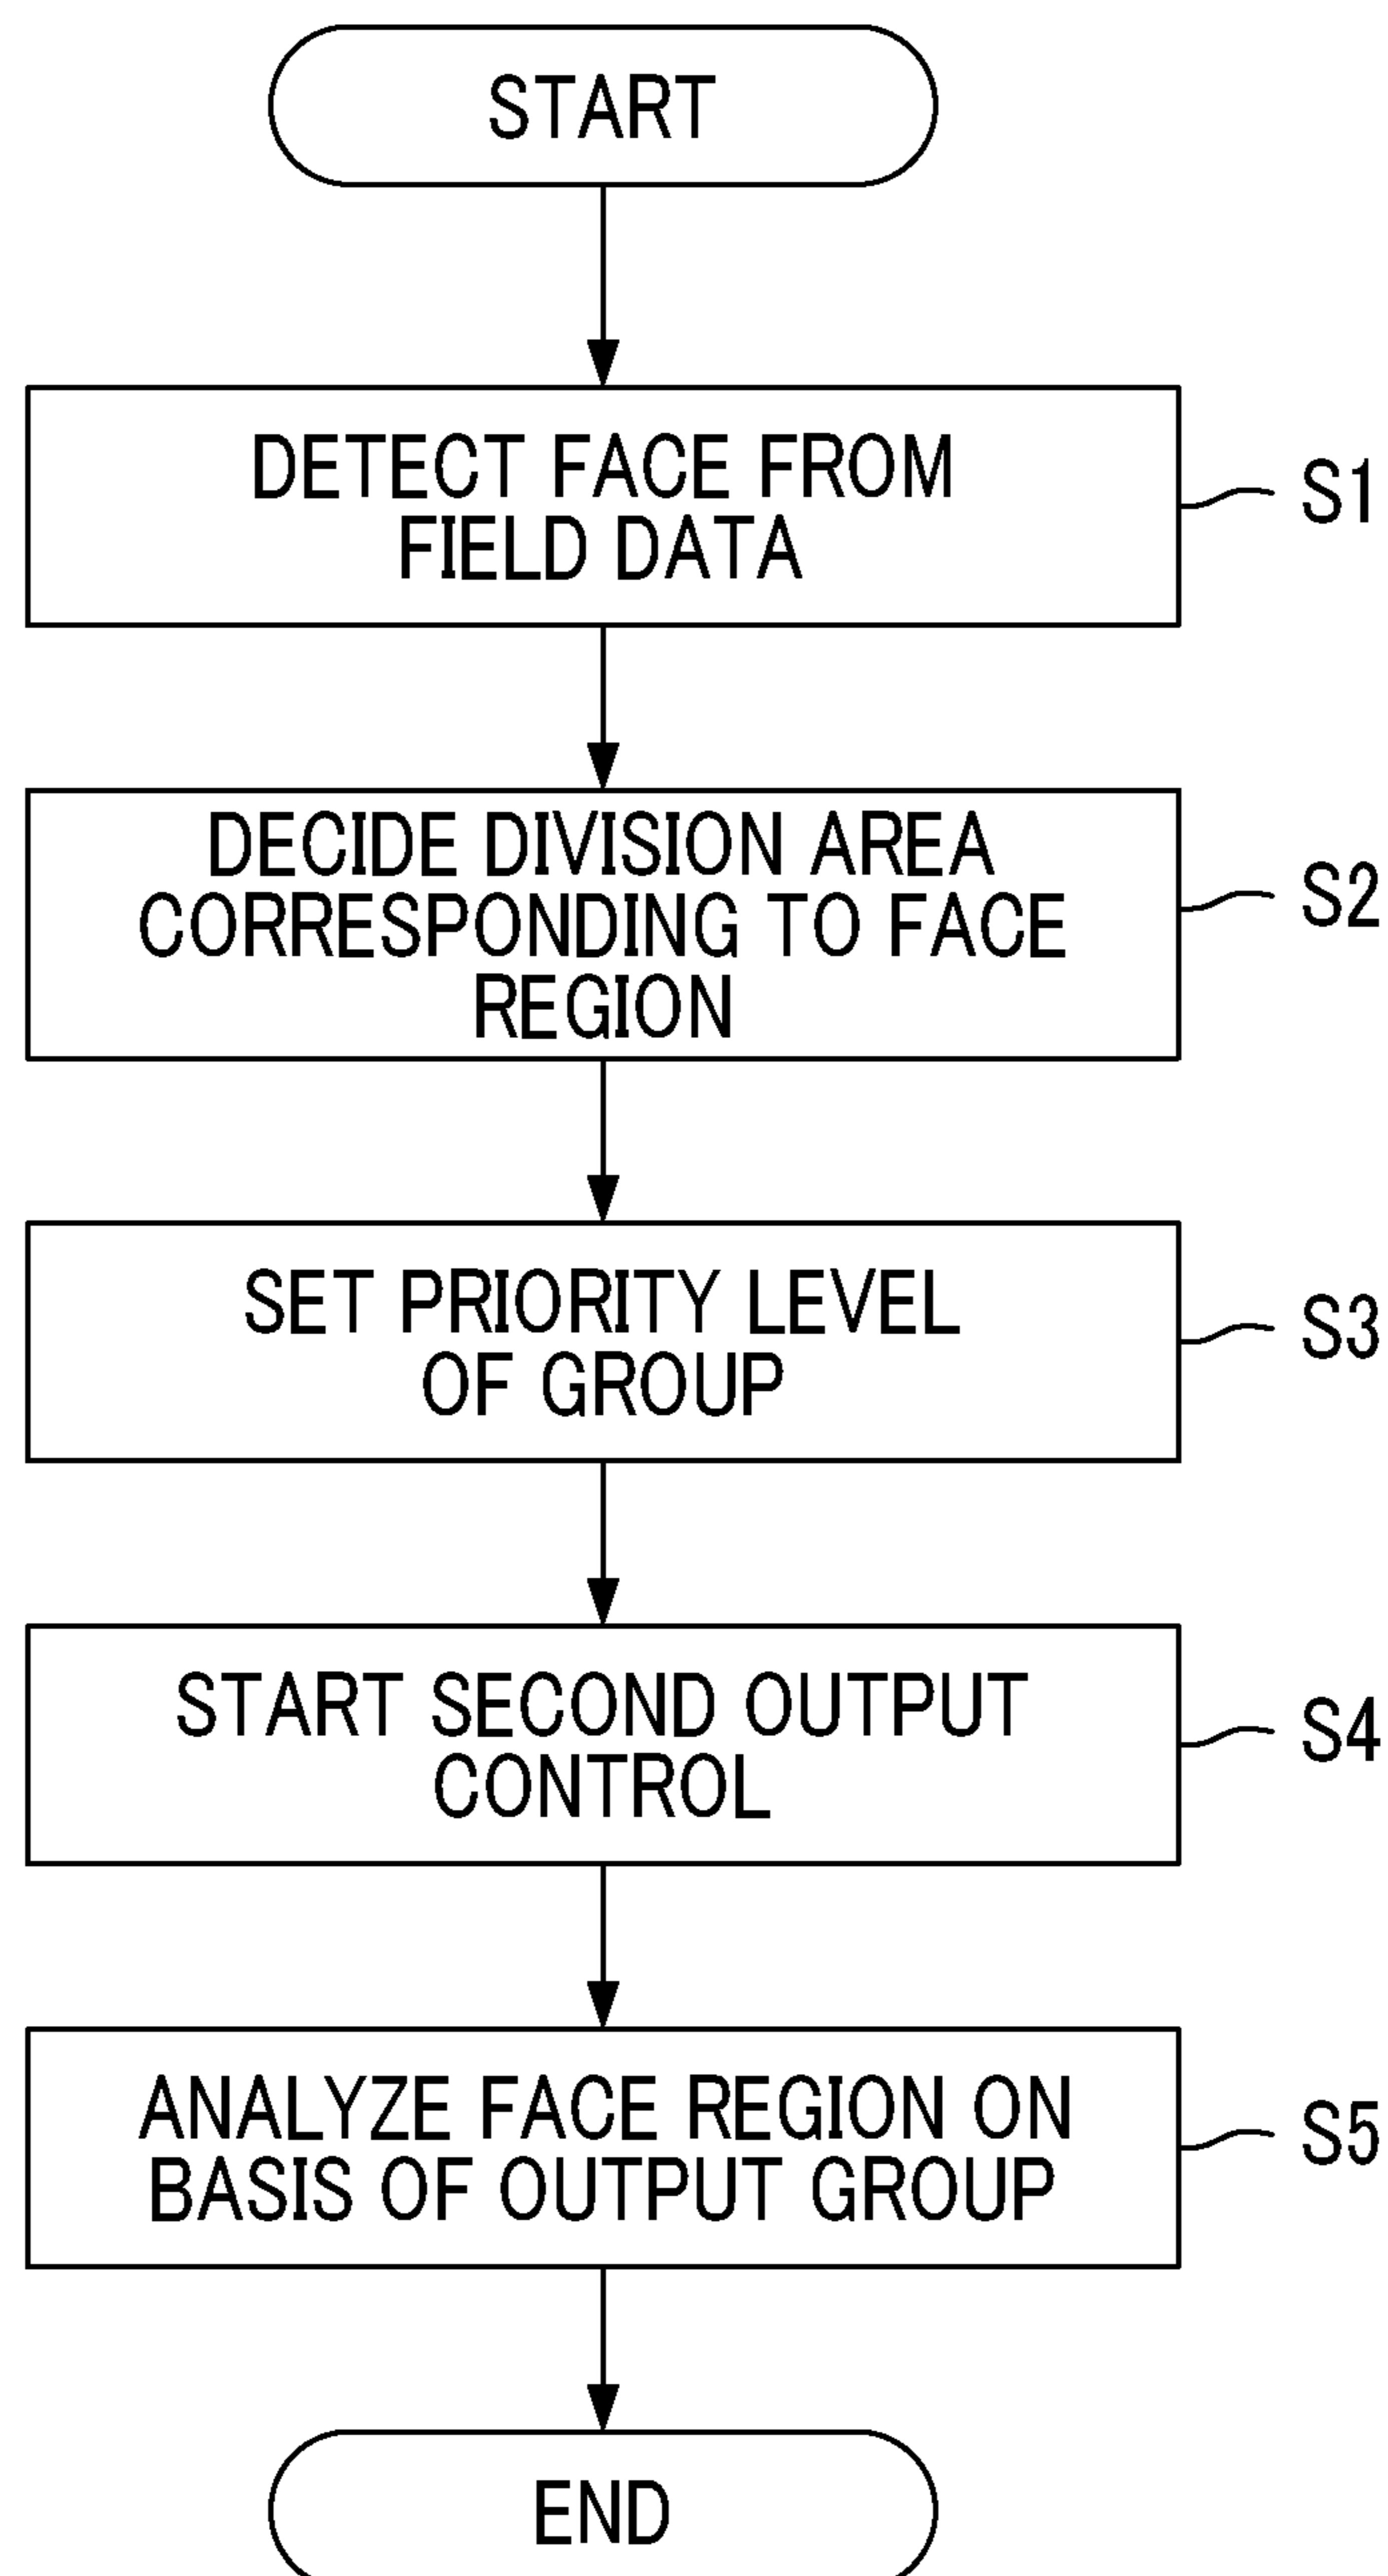 START
DETECT FACE FROM
FIELD DATA
S1
DECIDE DIVISION AREA
CORRESPONDING TO FACE
REGION
S2
SET PRIORITY LEVEL
OF GROUP
S3
START SECOND OUTPUT
CONTROL
S4
ANALYZE FACE REGION ON
BASIS OF OUTPUT GROUP
S5
END